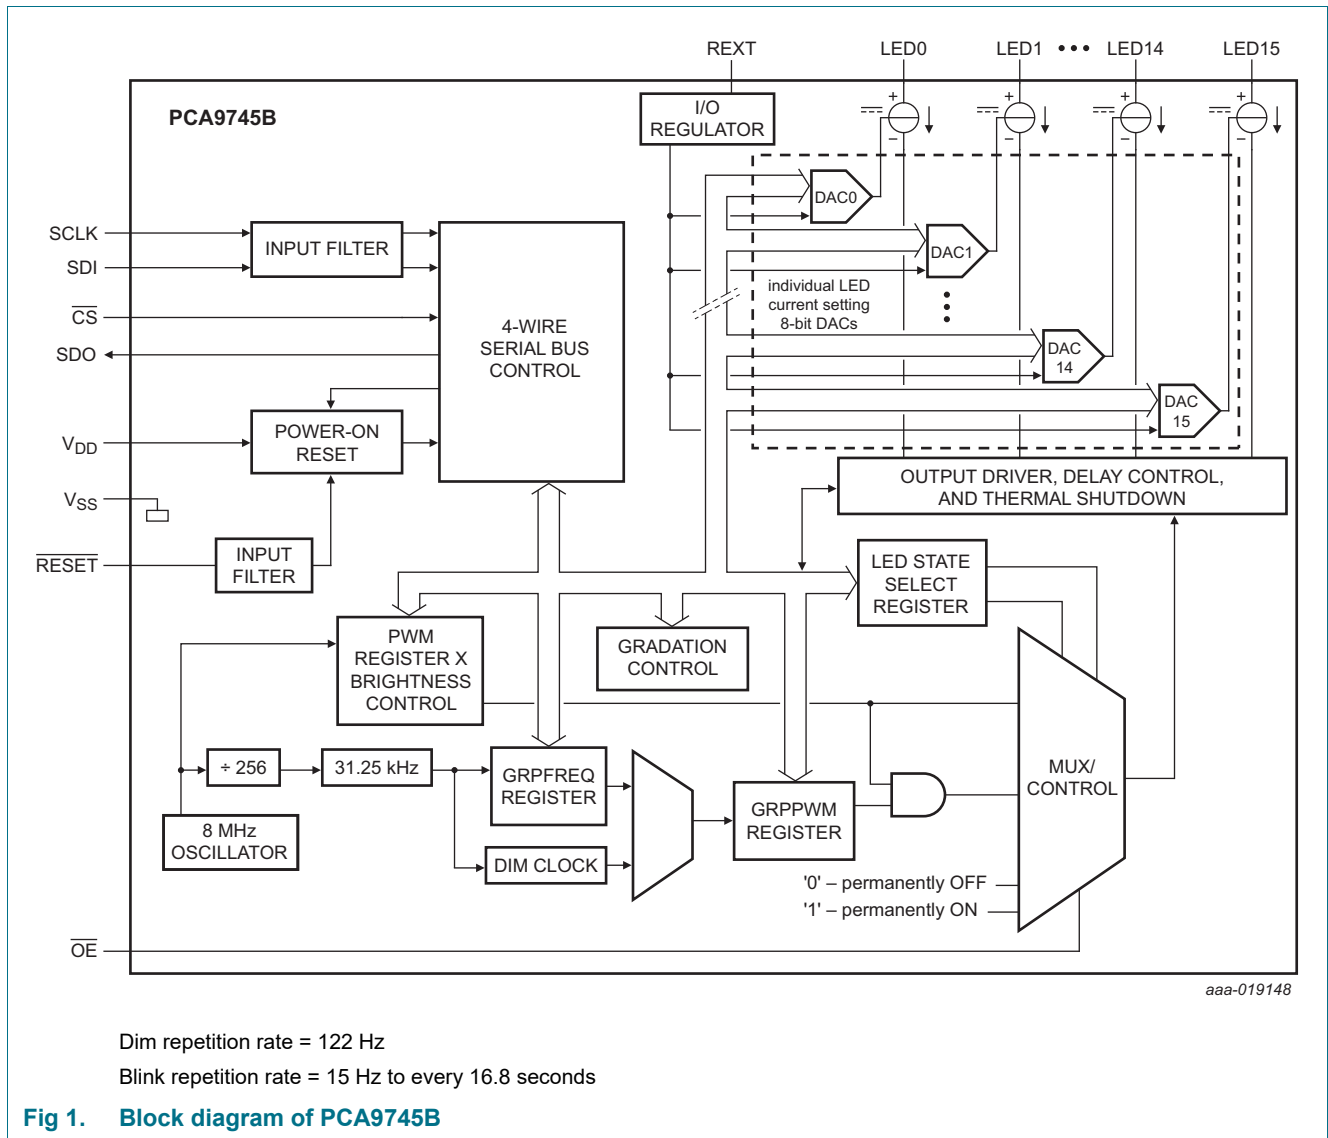 REXT LED0 LED1 ••• LED14 LED15
PCA9745B
I/O
REGULATOR
+ + + +
− − − −
DAC0
DAC1
individual LED
current setting
8-bit DACs
DAC
14
DAC
15
SCLK
SDI
INPUT FILTER
CS
SDO
4-WIRE
SERIAL BUS
CONTROL
VDD
POWER-ON
RESET
VSS
RESET
INPUT
FILTER
OUTPUT DRIVER, DELAY CONTROL,
AND THERMAL SHUTDOWN
LED STATE
SELECT
REGISTER
PWM
REGISTER X
BRIGHTNESS
CONTROL
GRADATION
CONTROL
÷ 256
31.25 kHz
8 MHz
OSCILLATOR
GRPFREQ
REGISTER
DIM CLOCK
GRPPWM
REGISTER
MUX/
CONTROL
'0' – permanently OFF
'1' – permanently ON
OE
aaa-019148
Dim repetition rate = 122 Hz
Blink repetition rate = 15 Hz to every 16.8 seconds
Fig 1. Block diagram of PCA9745B